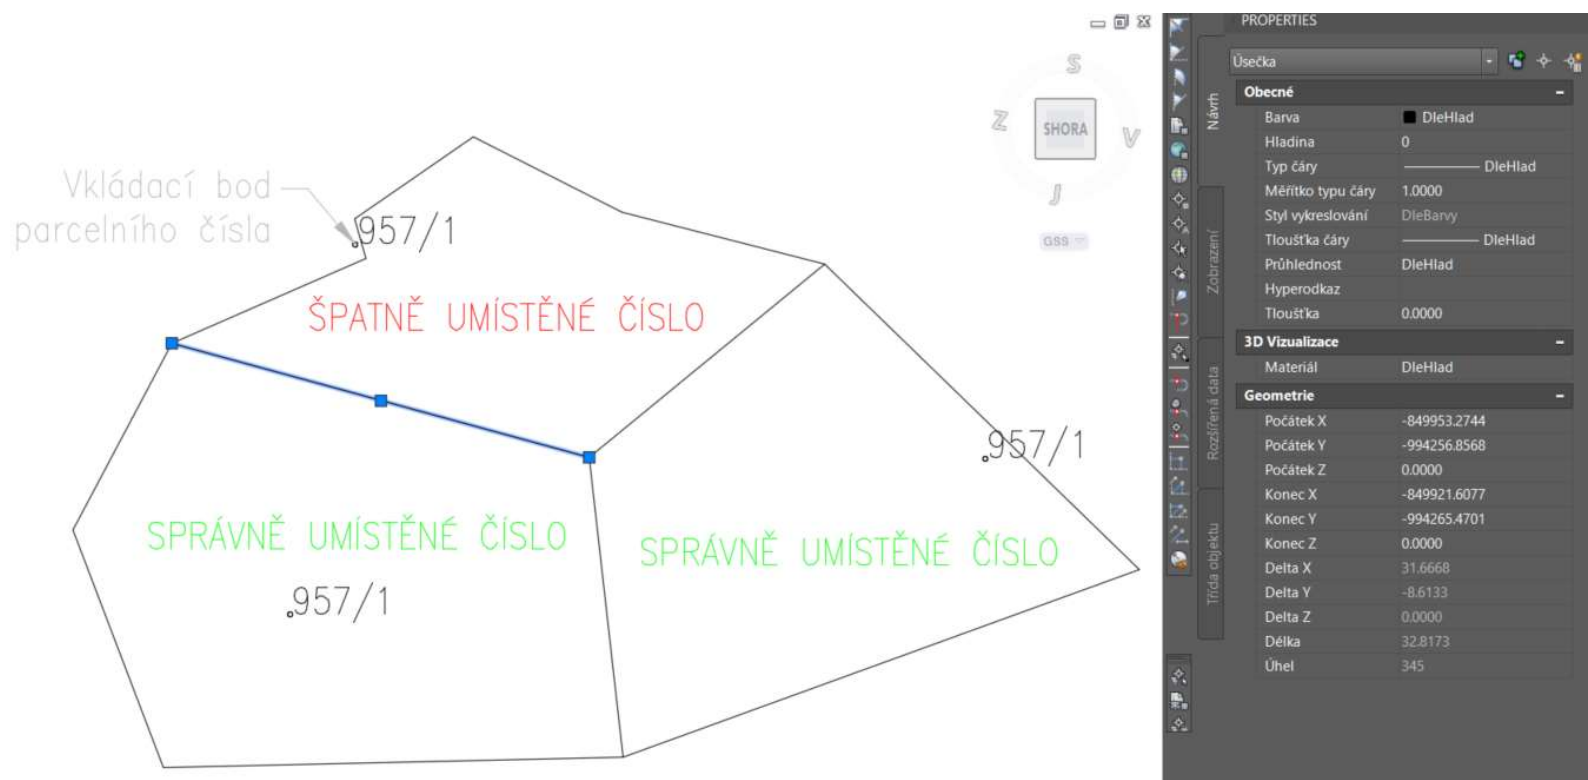 S
Z
SHORA
V
J
GSS
Vkládací bod
parcelního čísla
957/1
ŠPATNĚ UMÍSTĚNÉ ČÍSLO
957/1
SPRÁVNĚ UMÍSTĚNÉ ČÍSLO
SPRÁVNĚ UMÍSTĚNÉ ČÍSLO
957/1
PROPERTIES
Návrh
Zobrazení
Rozšířená data
Třída objektu
Úsečka
Obecné
Barva DleHlad
Hladina 0
Typ čáry DleHlad
Měřítko typu čáry 1.0000
Styl vykreslování DleBarvy
Tloušťka čáry DleHlad
Průhlednost DleHlad
Hyperodkaz
Tloušťka 0.0000
3D Vizualizace
Materiál DleHlad
Geometrie
Počátek X -849953.2744
Počátek Y -994256.8568
Počátek Z 0.0000
Konec X -849921.6077
Konec Y -994265.4701
Konec Z 0.0000
Delta X 31.6668
Delta Y -8.6133
Delta Z 0.0000
Délka 32.8173
Úhel 345